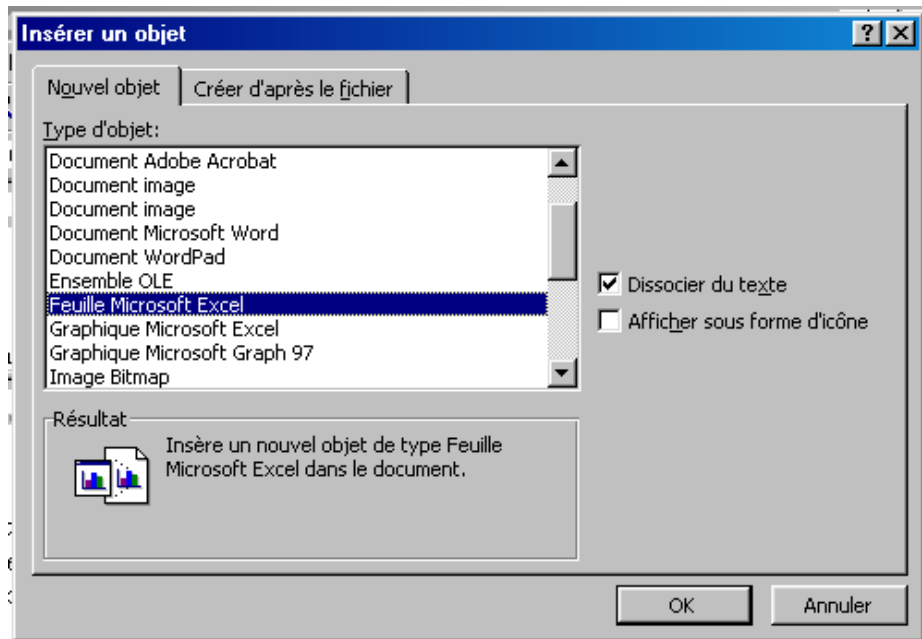 Insérer un objet
Nouvel objet
Créer d'après le fichier
Type d'objet:
Document Adobe Acrobat
Document image
Document image
Document Microsoft Word
Document WordPad
Ensemble OLE
Feuille Microsoft Excel
Graphique Microsoft Excel
Graphique Microsoft Graph 97
Image Bitmap
Dissocier du texte
Afficher sous forme d'icône
Résultat
Insère un nouvel objet de type Feuille
Microsoft Excel dans le document.
OK
Annuler